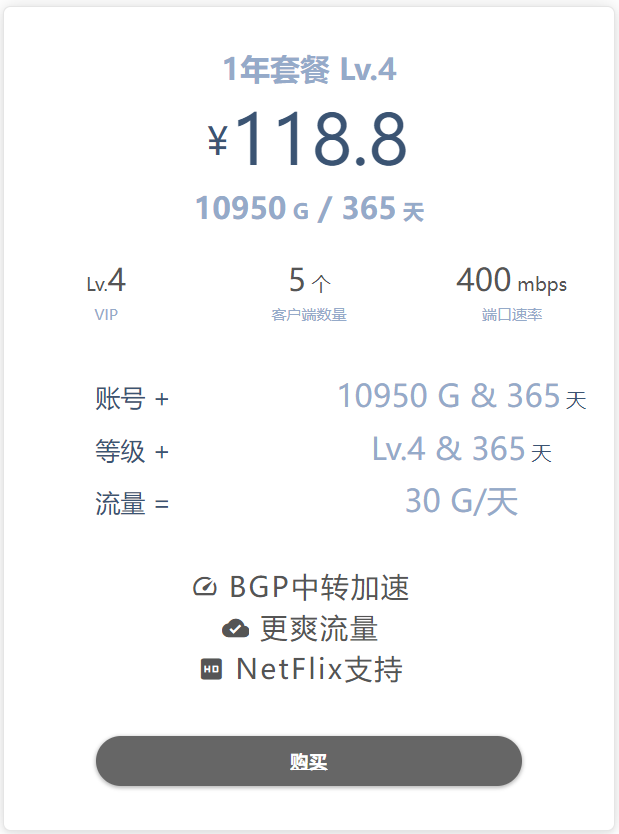 1年套餐 Lv.4
¥118.8
10950 G / 365 天
Lv.4 5 个 400 mbps
VIP 客户端数量 端口速率
账号 + 10950 G & 365 天
等级 + Lv.4 & 365 天
流量 = 30 G/天
BGP中转加速
更爽流量
HD NetFlix支持
购买